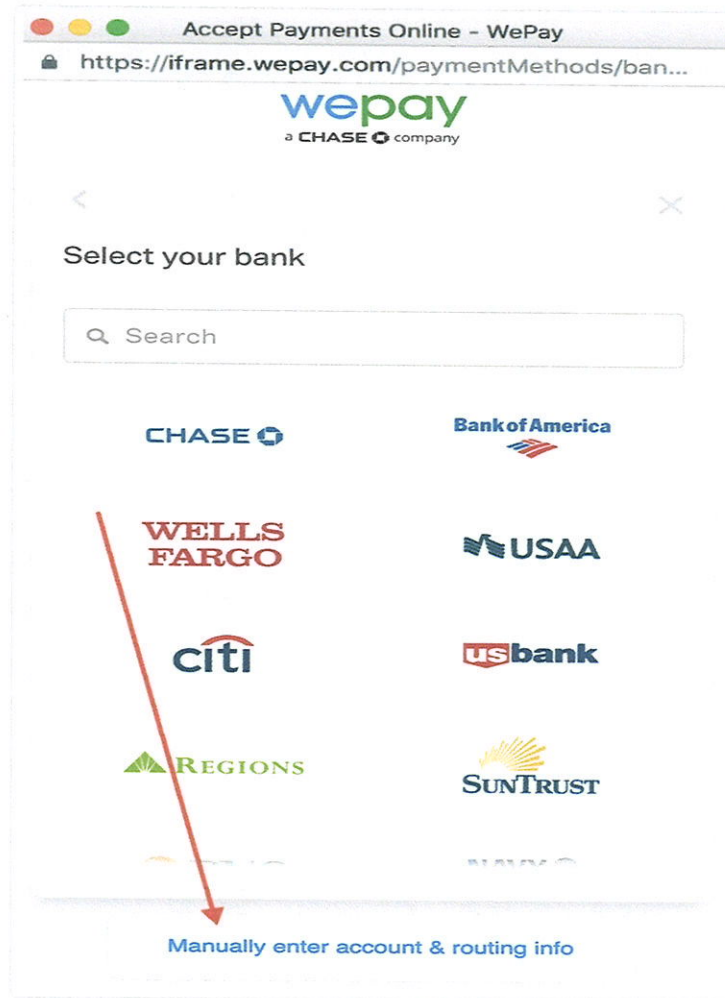 Accept Payments Online - WePay
https://iframe.wepay.com/paymentMethods/ban...
wepay
a CHASE company
Select your bank
Search
CHASE
Bank of America
WELLS
FARGO
USAA
citi
usbank
REGIONS
SUNTRUST
Manually enter account & routing info